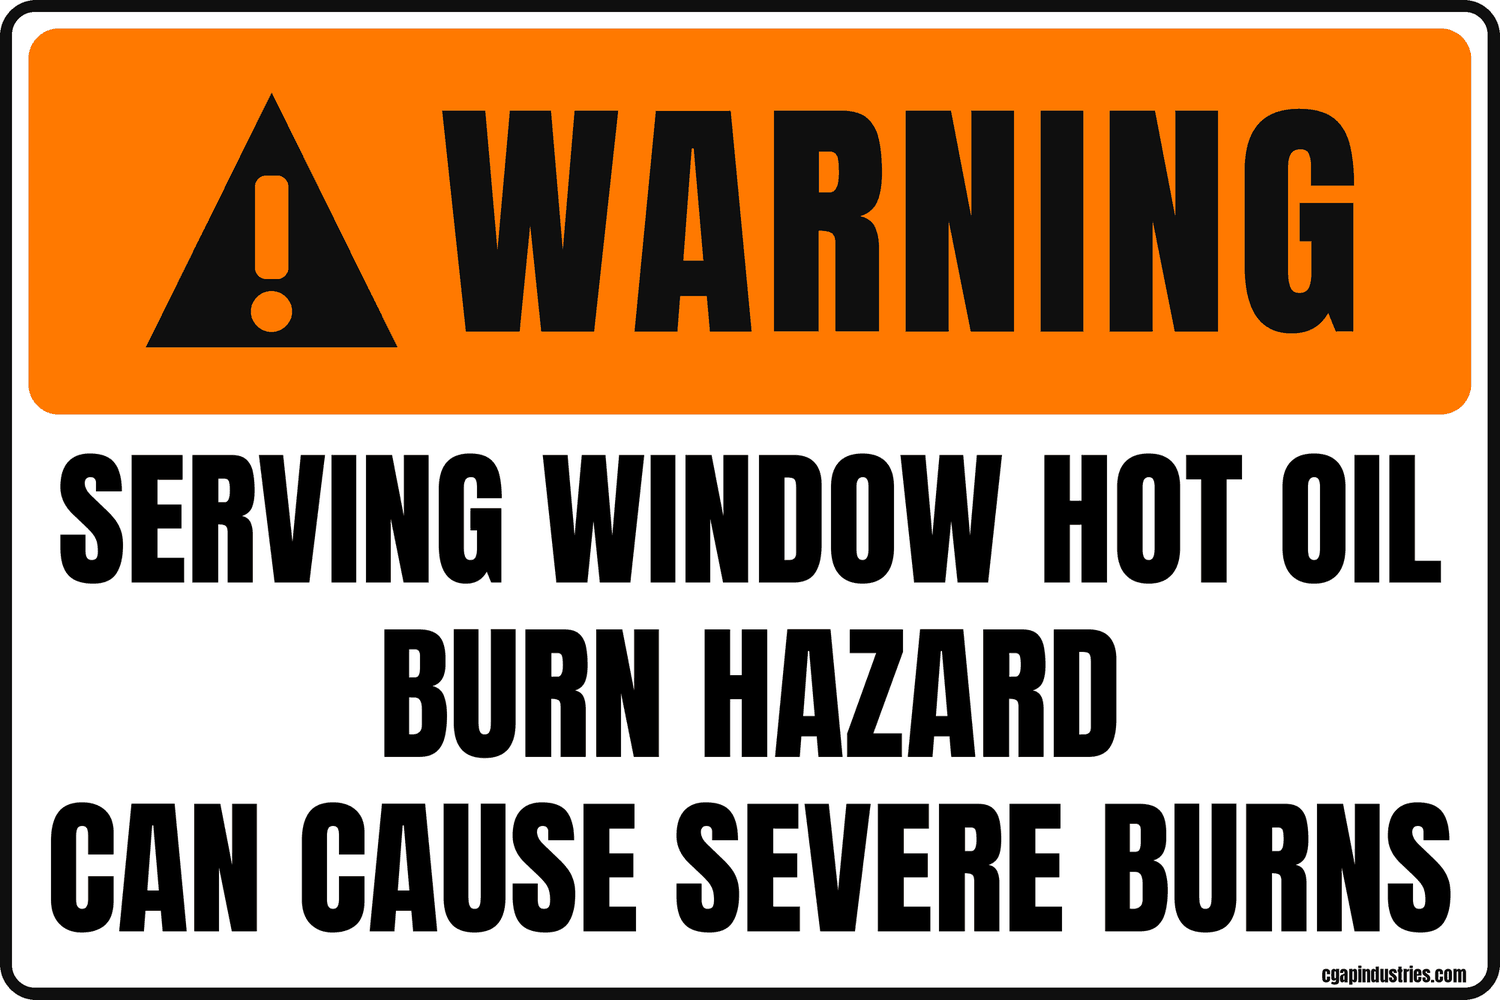 WARNING
SERVING WINDOW HOT OIL
BURN HAZARD
CAN CAUSE SEVERE BURNS
cgapindustries.com